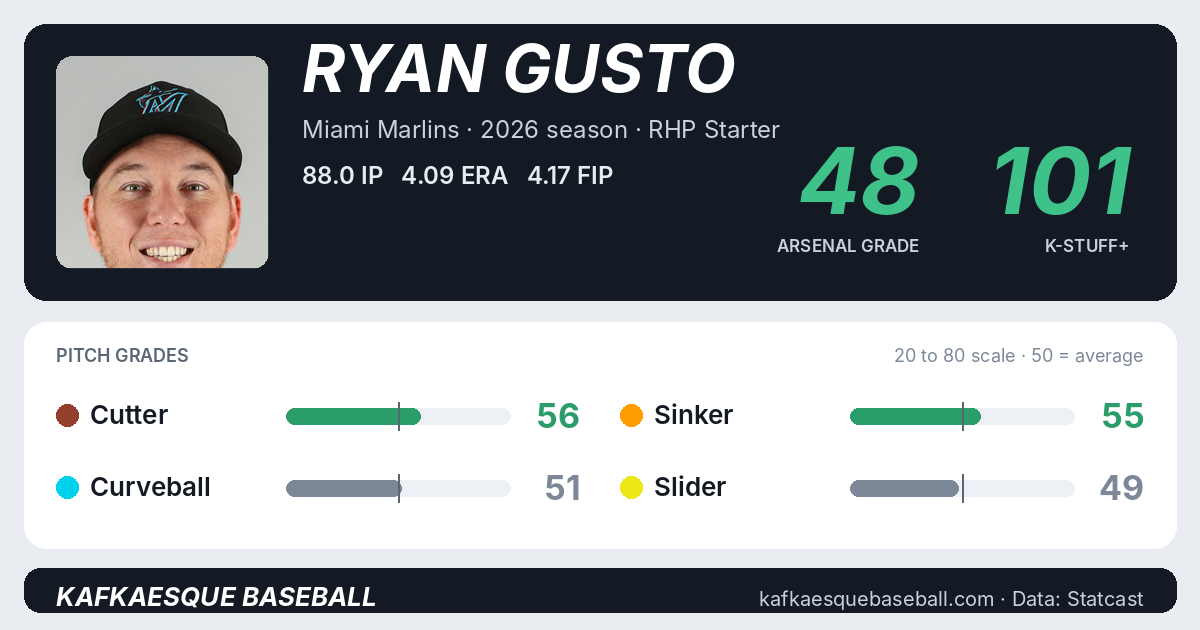 RYAN GUSTO
Miami Marlins · 2026 season · RHP Starter
88.0 IP 4.09 ERA 4.17 FIP
48 101
ARSENAL GRADE K-STUFF+
PITCH GRADES 20 to 80 scale · 50 = average
Cutter 56 Sinker 55
Curveball 51 Slider 49
KAFKAESQUE BASEBALL kafkaesquebaseball.com · Data: Statcast